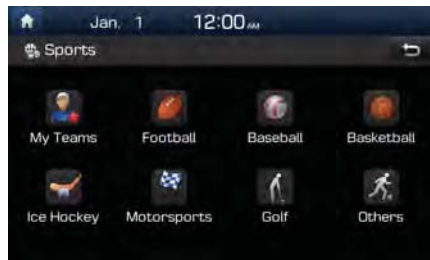 Jan. 1 12:00 AM
Sports
My Teams Football Baseball Basketball
Ice Hockey Motorsports Golf Others